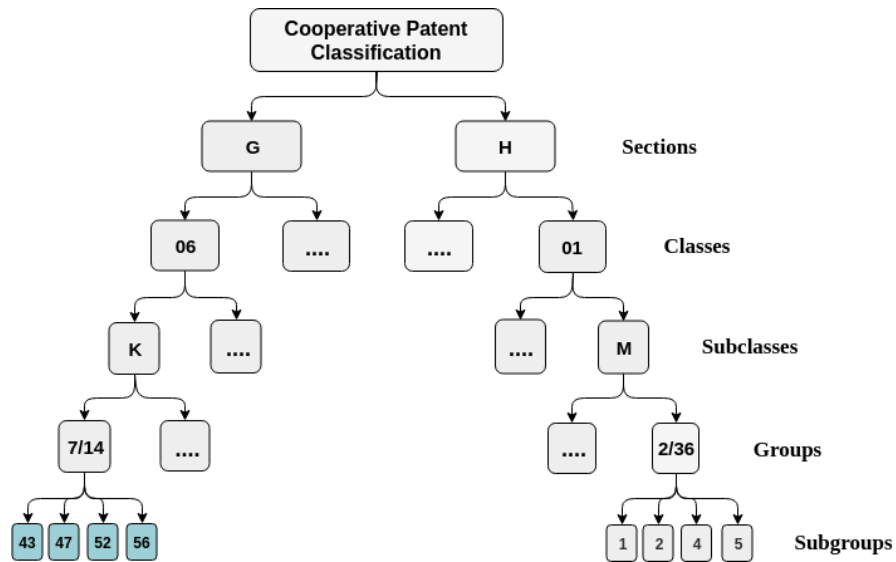 Cooperative Patent
Classification
G
H
Sections
06
....
....
01
Classes
K
....
....
M
Subclasses
7/14
....
....
2/36
Groups
43
47
52
56
1
2
4
5
Subgroups